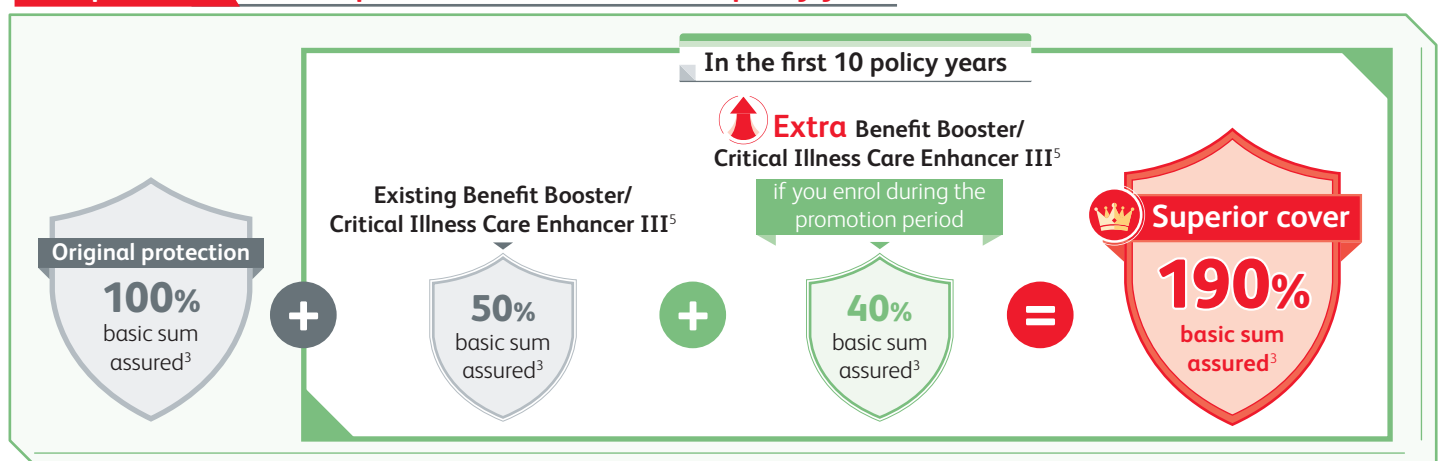 In the first 10 policy years
Extra Benefit Booster/
Critical Illness Care Enhancer III⁵
if you enrol during the
promotion period
Existing Benefit Booster/
Critical Illness Care Enhancer III⁵
Original protection
100%
basic sum
assured³
+
50%
basic sum
assured³
+
40%
basic sum
assured³
=
Superior cover
190%
basic sum
assured³